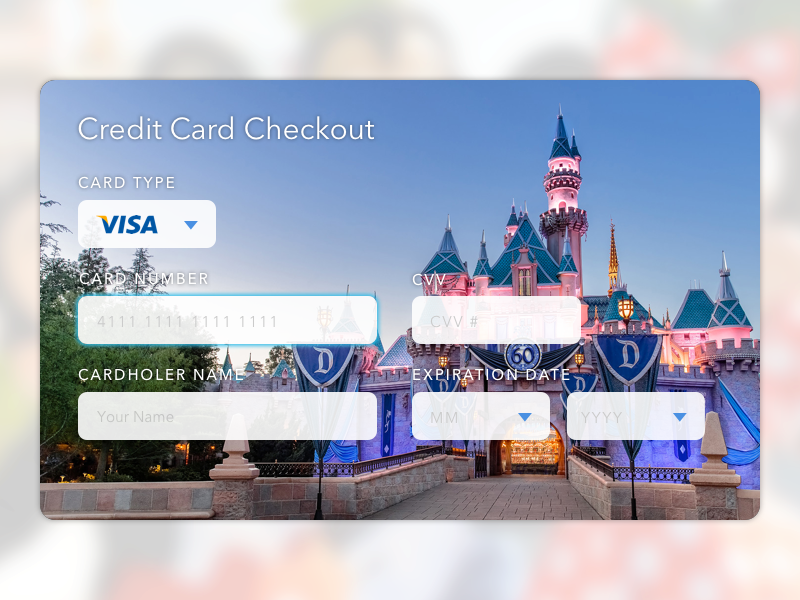 Credit Card Checkout
CARD TYPE
VISA
CARD NUMBER
CVV
4111 1111 1111 1111
CVV #
D
60
D
CARDHOLER NAME
EXPIRATION DATE
Your Name
MM
YYYY